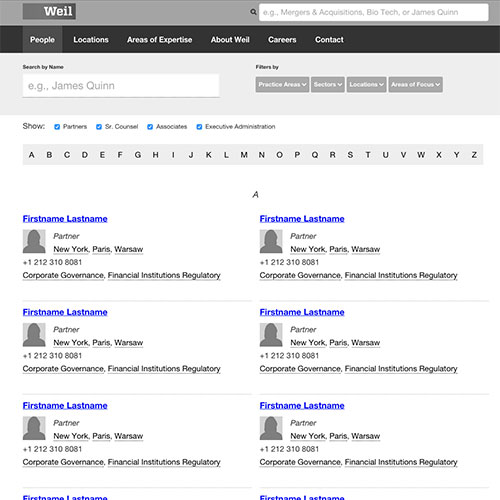 Weil
e.g., Mergers & Acquisitions, Bio Tech, or James Quinn
People Locations Areas of Expertise About Weil Careers Contact
Search by Name Filters by
e.g., James Quinn Practice Areas Sectors Locations Areas of Focus
Show: Partners Sr. Counsel Associates Executive Administration
A B C D E F G H I J K L M N O P Q R S T U V W X Y Z
A
Firstname Lastname
Partner
New York, Paris, Warsaw
+1 212 310 8081
Corporate Governance, Financial Institutions Regulatory
Firstname Lastname
Partner
New York, Paris, Warsaw
+1 212 310 8081
Corporate Governance, Financial Institutions Regulatory
Firstname Lastname
Partner
New York, Paris, Warsaw
+1 212 310 8081
Corporate Governance, Financial Institutions Regulatory
Firstname Lastname
Partner
New York, Paris, Warsaw
+1 212 310 8081
Corporate Governance, Financial Institutions Regulatory
Firstname Lastname
Partner
New York, Paris, Warsaw
+1 212 310 8081
Corporate Governance, Financial Institutions Regulatory
Firstname Lastname
Partner
New York, Paris, Warsaw
+1 212 310 8081
Corporate Governance, Financial Institutions Regulatory
Firstname Lastname
Firstname Lastname